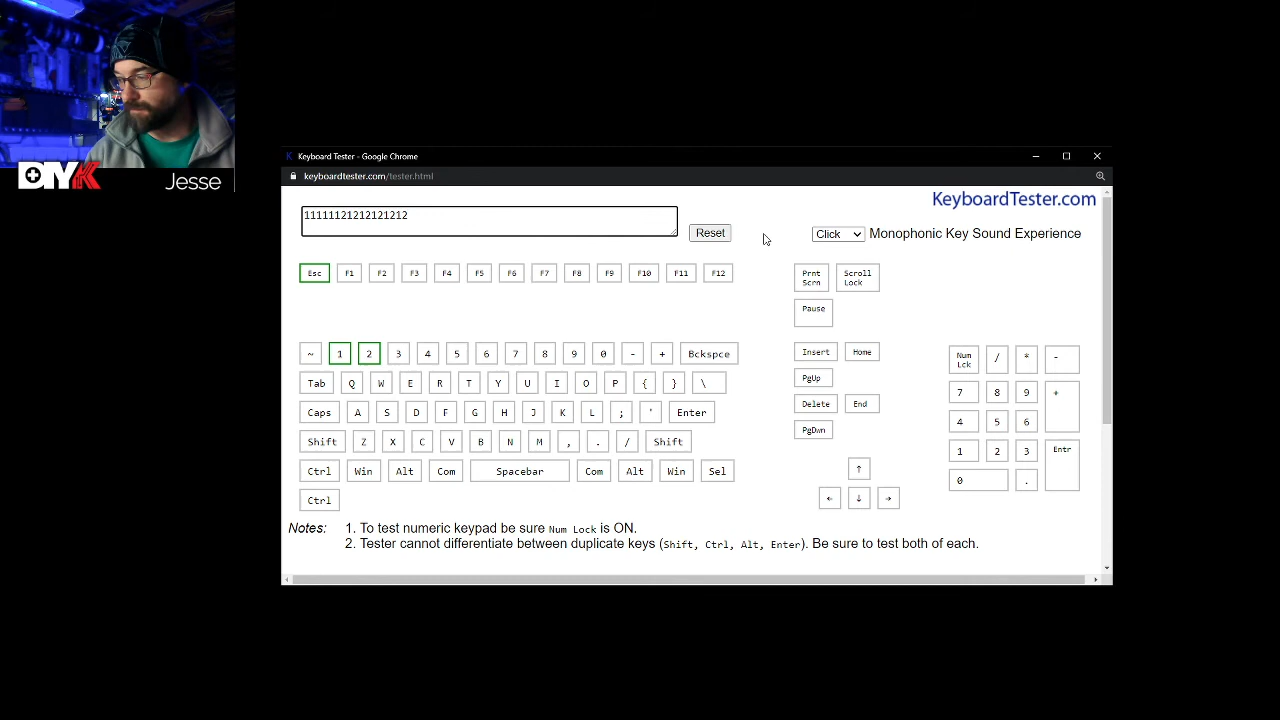 DIYK
Jesse
Keyboard Tester - Google Chrome
keyboardtester.com/tester.html
KeyboardTester.com
11111121212121212
Reset
Click
Monophonic Key Sound Experience
Esc F1 F2 F3 F4 F5 F6 F7 F8 F9 F10 F11 F12
Prnt Scrn
Scroll Lock
Pause
~ 1 2 3 4 5 6 7 8 9 0 - + Bckspce
Tab Q W E R T Y U I O P { } \
Caps A S D F G H J K L ; ' Enter
Shift Z X C V B N M , . / Shift
Ctrl Win Alt Com Spacebar Com Alt Win Sel
Ctrl
Insert Home
PgUp
Delete End
PgDwn
↑
← ↓ →
Num Lck / * -
7 8 9 +
4 5 6
1 2 3 Entr
0 .
Notes: 1. To test numeric keypad be sure Num Lock is ON.
2. Tester cannot differentiate between duplicate keys (Shift, Ctrl, Alt, Enter). Be sure to test both of each.